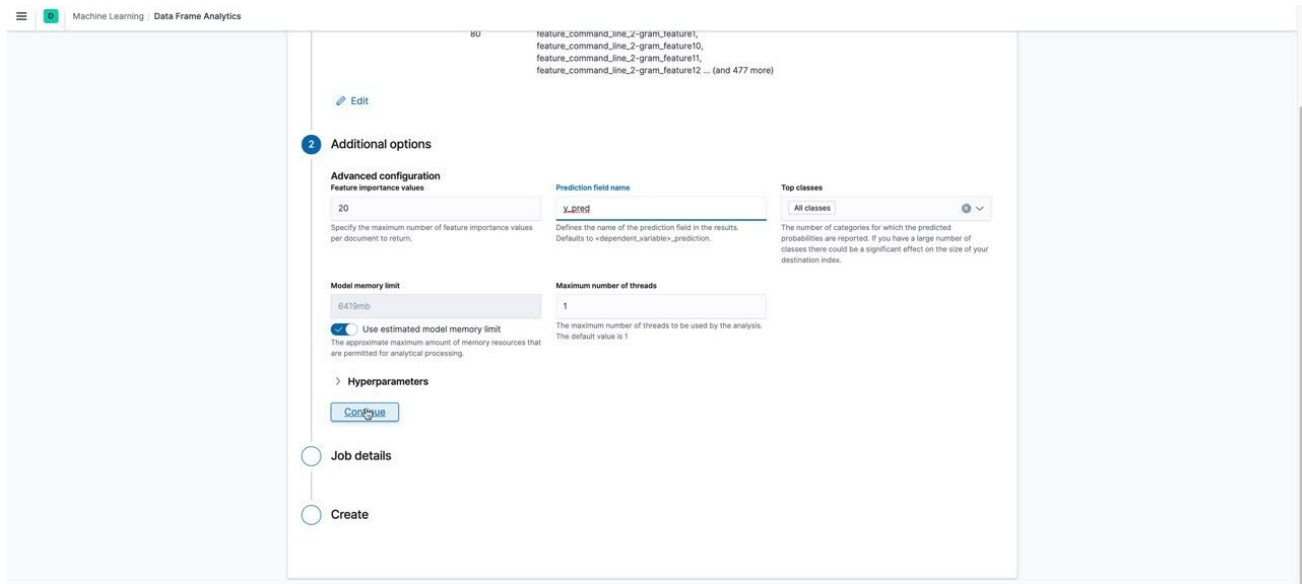 D Machine Learning / Data Frame Analytics
80 feature_command_line_2-gram_feature1,
feature_command_line_2-gram_feature10,
feature_command_line_2-gram_feature11,
feature_command_line_2-gram_feature12 ... (and 477 more)
Edit
2 Additional options
Advanced configuration
Feature importance values
20
Specify the maximum number of feature importance values
per document to return.
Prediction field name
y_pred
Defines the name of the prediction field in the results.
Defaults to <dependent_variable>_prediction.
Top classes
All classes
The number of categories for which the predicted
probabilities are reported. If you have a large number of
classes there could be a significant effect on the size of your
destination index.
Model memory limit
6419mb
Use estimated model memory limit
The approximate maximum amount of memory resources that
are permitted for analytical processing.
Maximum number of threads
1
The maximum number of threads to be used by the analysis.
The default value is 1
Hyperparameters
Continue
Job details
Create